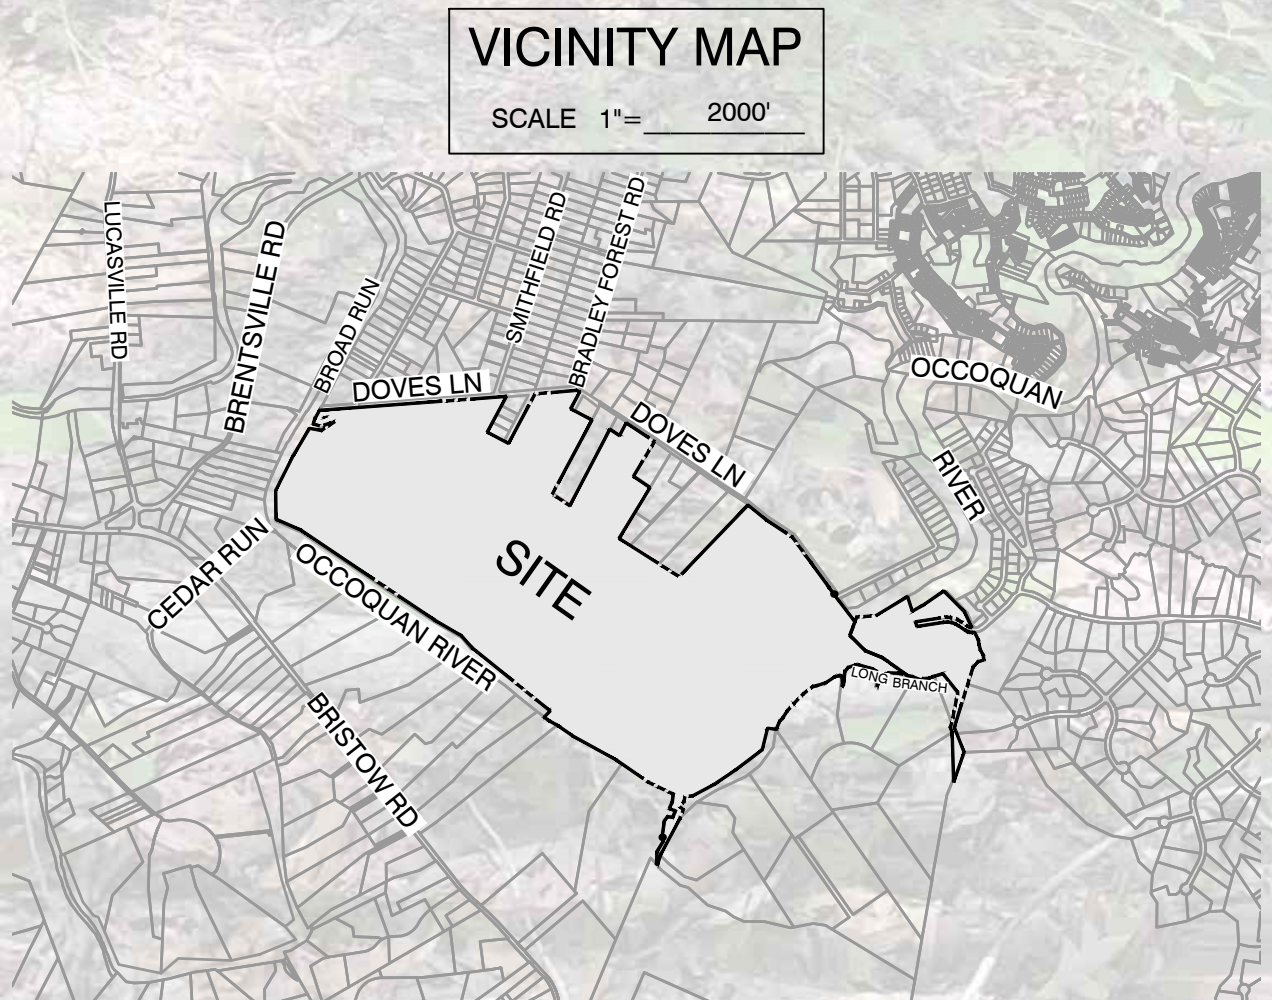 VICINITY MAP
SCALE 1"= 2000'
LUCASVILLE RD
BRENTSVILLE RD
BROAD RUN
SMITHFIELD RD
BRADLEY FOREST RD
DOVES LN
DOVES LN
OCCOQUAN
RIVER
CEDAR RUN
OCCOQUAN RIVER
SITE
LONG BRANCH
BRISTOW RD